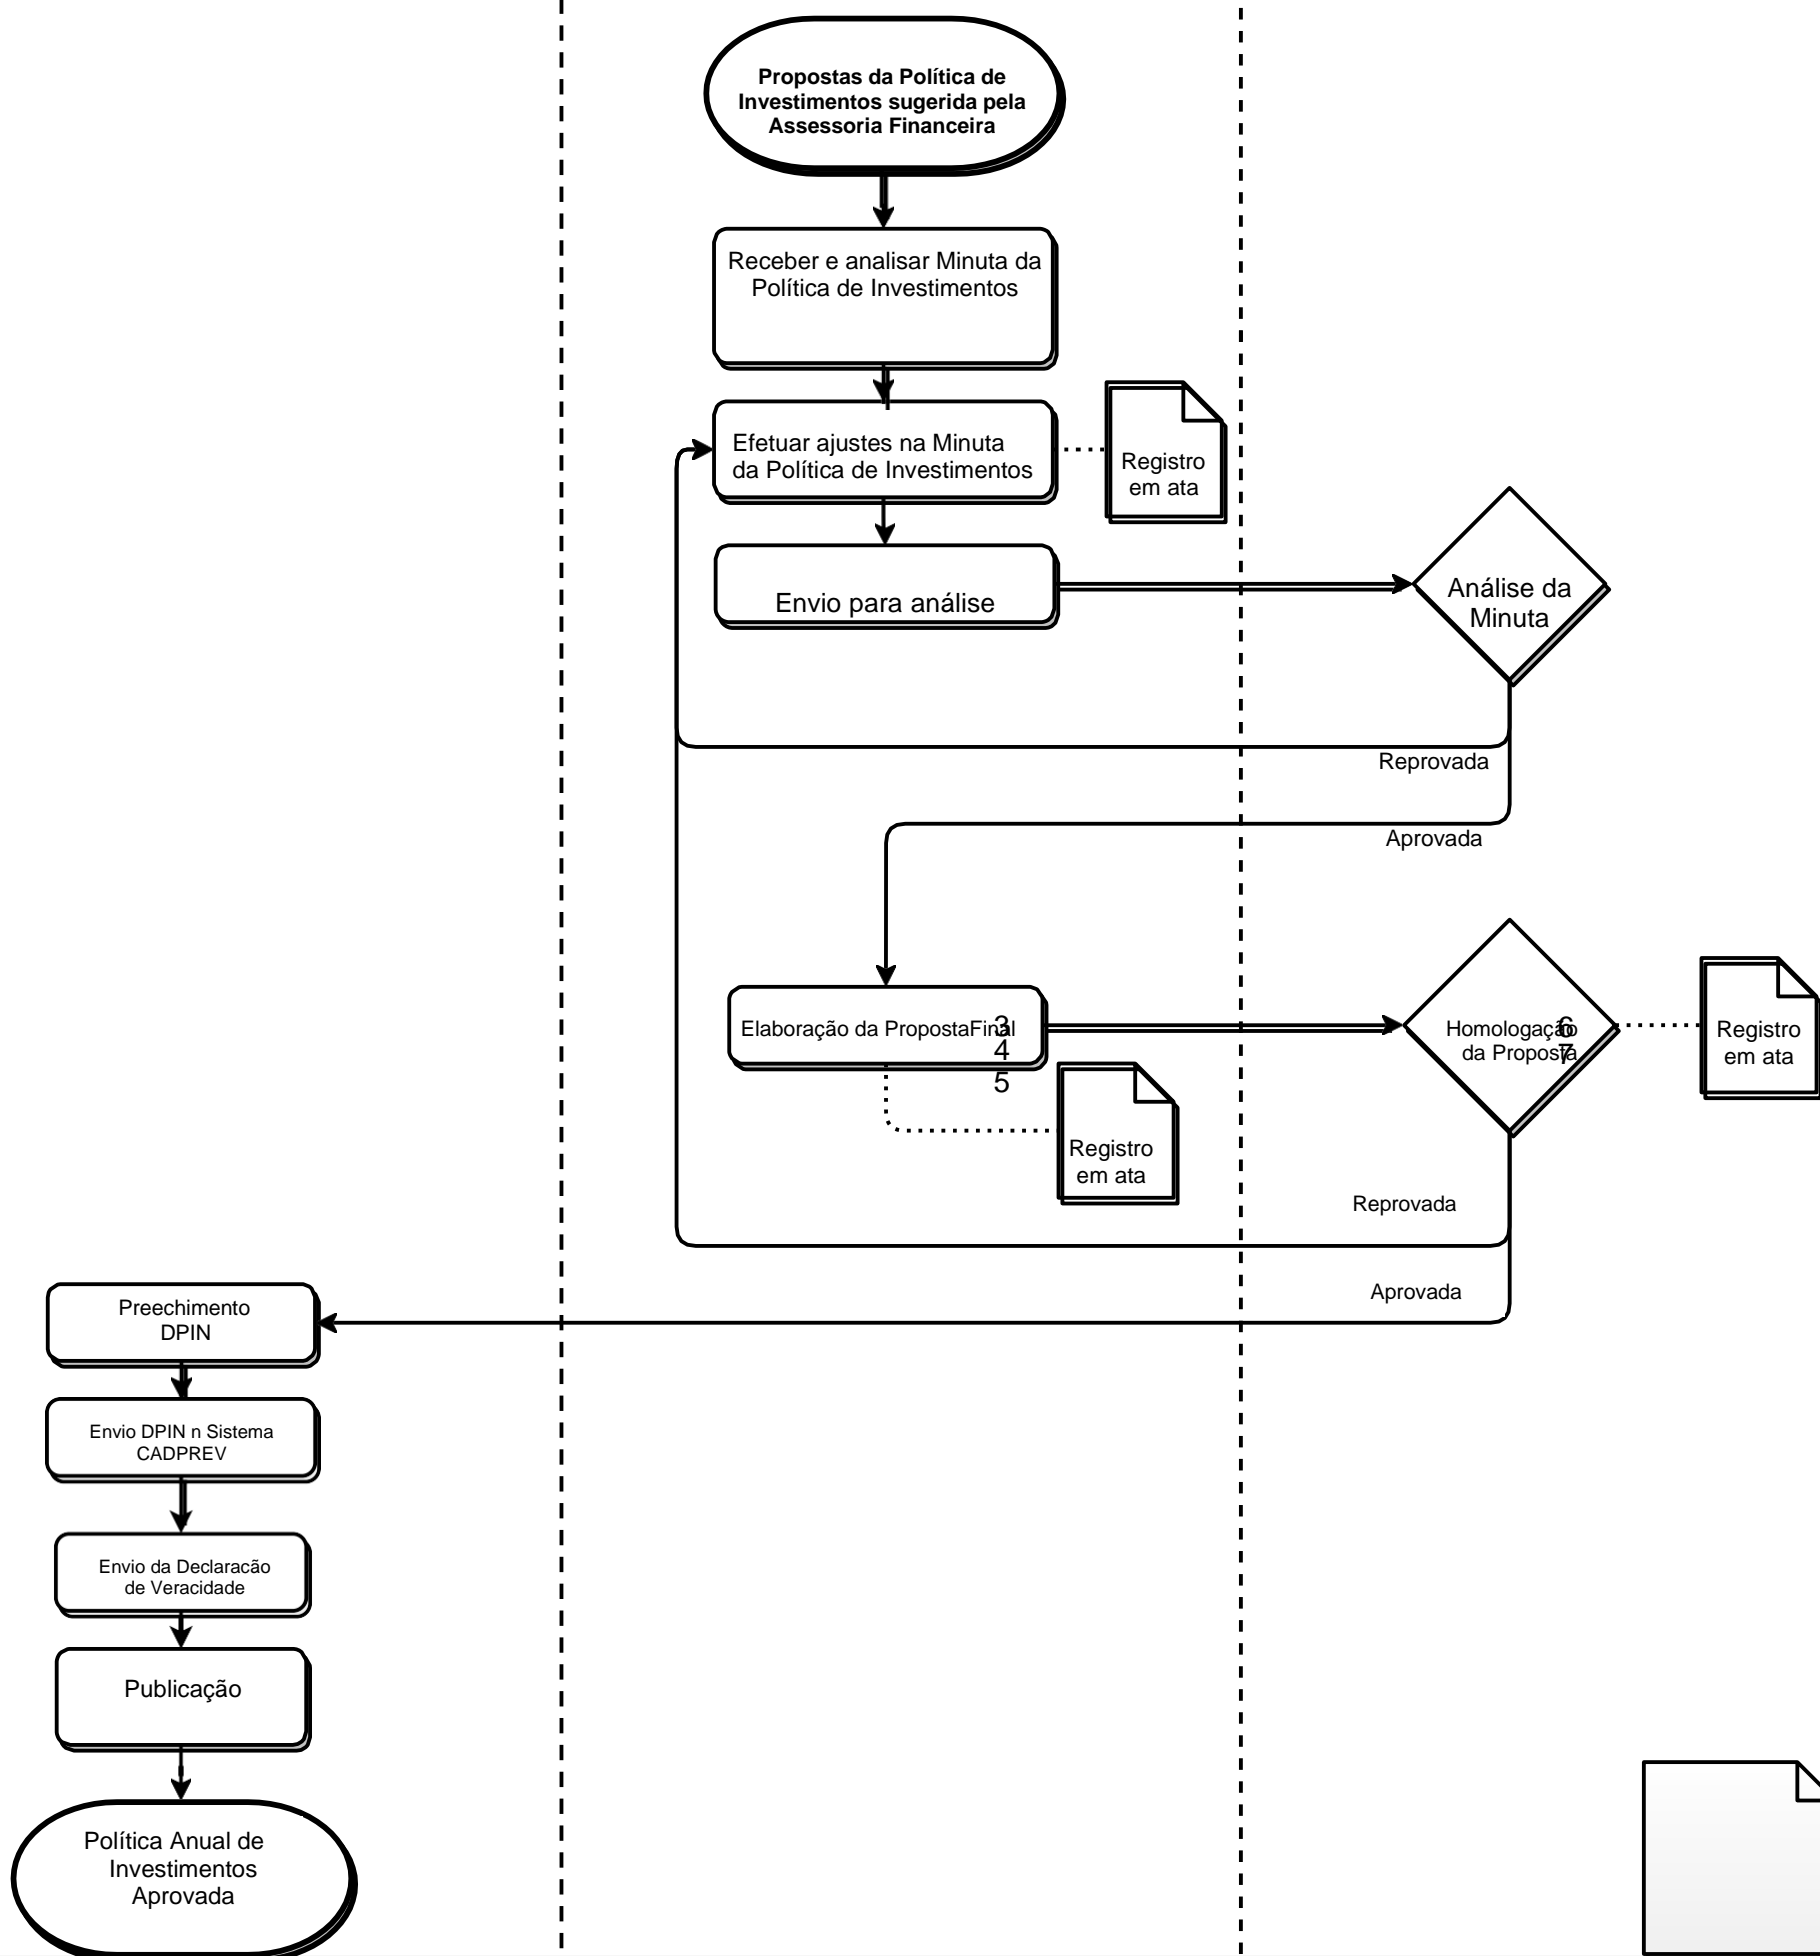 Propostas da Política de
Investimentos sugerida pela
Assessoria Financeira
Receber e analisar Minuta da
Política de Investimentos
Efetuar ajustes na Minuta
da Política de Investimentos
Registro
em ata
Envio para análise
Análise da
Minuta
Reprovada
Aprovada
Elaboração da PropostaFinal
3
4
5
Homologação
da Proposta
6
7
Registro
em ata
Registro
em ata
Reprovada
Aprovada
Preechimento
DPIN
Envio DPIN n Sistema
CADPREV
Envio da Declaracão
de Veracidade
Publicação
Política Anual de
Investimentos
Aprovada